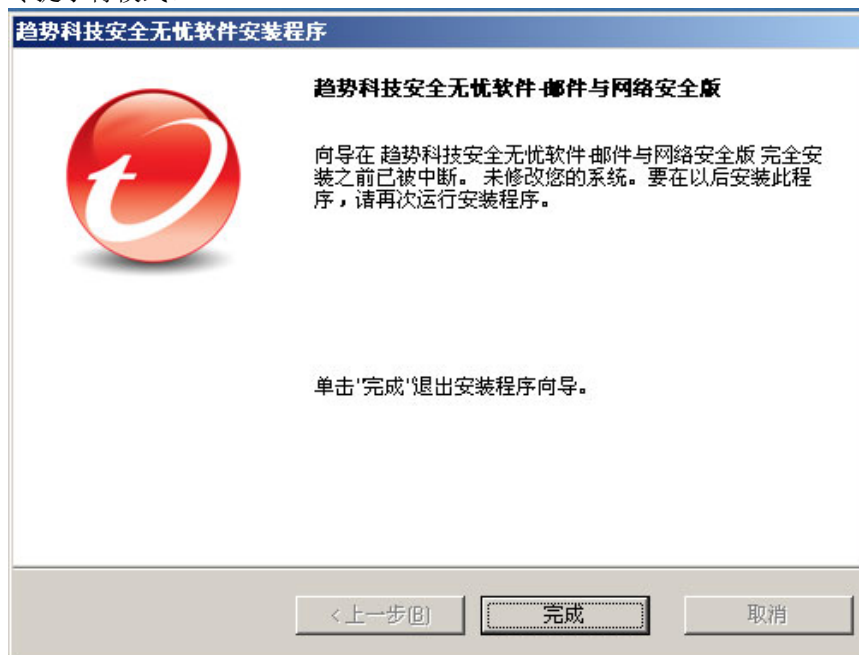 趋势科技安全无忧软件安装程序
趋势科技安全无忧软件-邮件与网络安全版
向导在 趋势科技安全无忧软件-邮件与网络安全版 完全安
装之前已被中断。 未修改您的系统。要在以后安装此程
序，请再次运行安装程序。
单击'完成'退出安装程序向导。
<上一步(B)
完成
取消